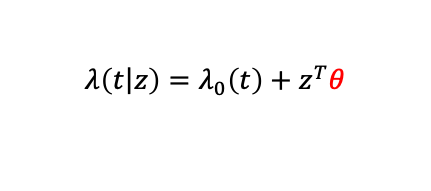 λ(t|z) = λ₀(t) + zᵀθ